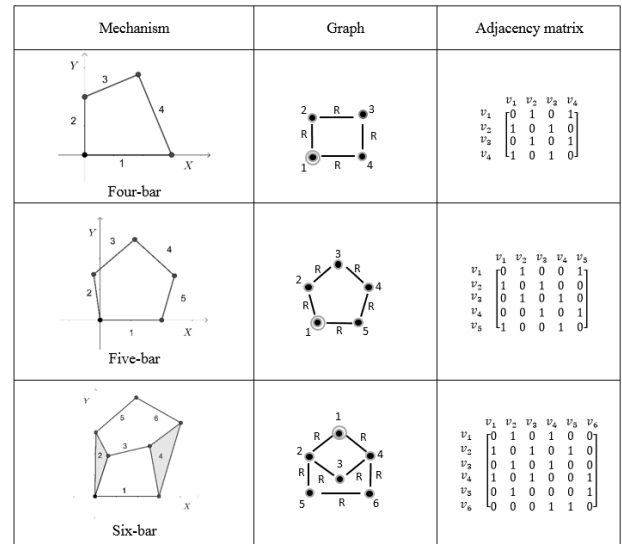 Mechanism Graph Adjacency matrix
Y
3
4
2
1
X
Four-bar
2 R 3
R R
1 R 4
v₁ v₂ v₃ v₄
v₁ 0 1 0 1
v₂ 1 0 1 0
v₃ 0 1 0 1
v₄ 1 0 1 0
Y
3
4
2
5
1
X
Five-bar
3
R R
2 4
R R
1 R 5
v₁ v₂ v₃ v₄ v₅
v₁ 0 1 0 0 1
v₂ 1 0 1 0 0
v₃ 0 1 0 1 0
v₄ 0 0 1 0 1
v₅ 1 0 0 1 0
Y
5 6
3
2 4
1
X
Six-bar
1
R R
2 3 4
R R R R
5 R 6
v₁ v₂ v₃ v₄ v₅ v₆
v₁ 0 1 0 1 0 0
v₂ 1 0 1 0 1 0
v₃ 0 1 0 1 0 0
v₄ 1 0 1 0 0 1
v₅ 0 1 0 0 0 1
v₆ 0 0 0 1 1 0